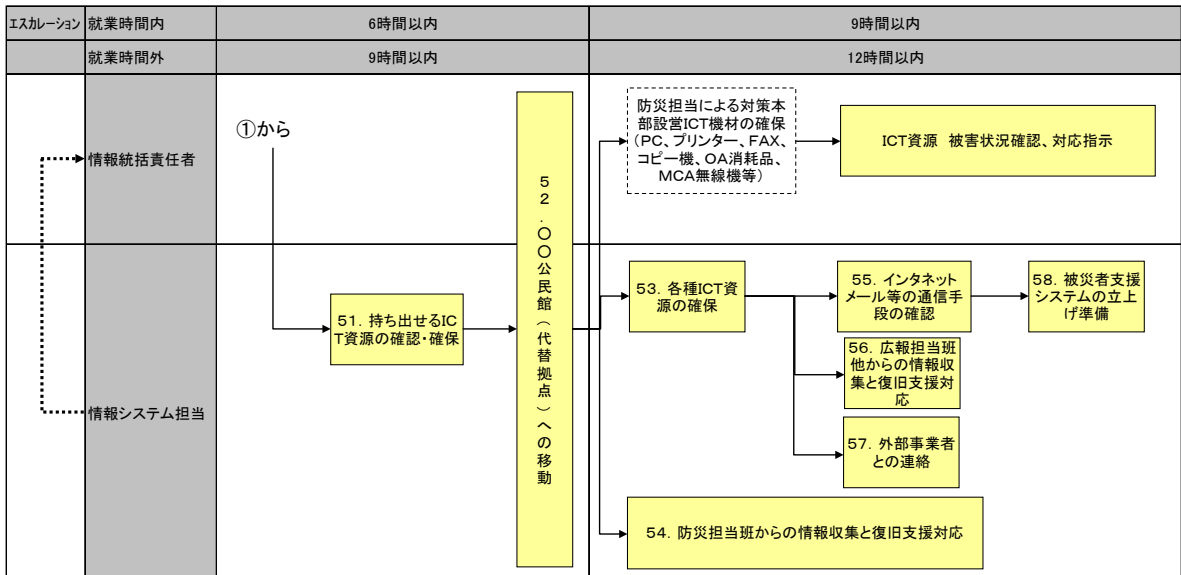 エスカレーション 就業時間内 6時間以内 9時間以内
就業時間外 9時間以内 12時間以内
①から
情報統括責任者
防災担当による対策本
部設営ICT機材の確保
(PC、プリンター、FAX、
コピー機、OA消耗品、
MCA無線機等)
ICT資源 被害状況確認、対応指示
情報システム担当
51. 持ち出せるIC
T資源の確認・確保
52.〇〇公民館(代替拠点)への移動
53. 各種ICT資
源の確保
55. インタネット
メール等の通信手
段の確認
58. 被災者支援
システムの立上
げ準備
56. 広報担当班
他からの情報収
集と復旧支援対
応
57. 外部事業者
との連絡
54. 防災担当班からの情報収集と復旧支援対応